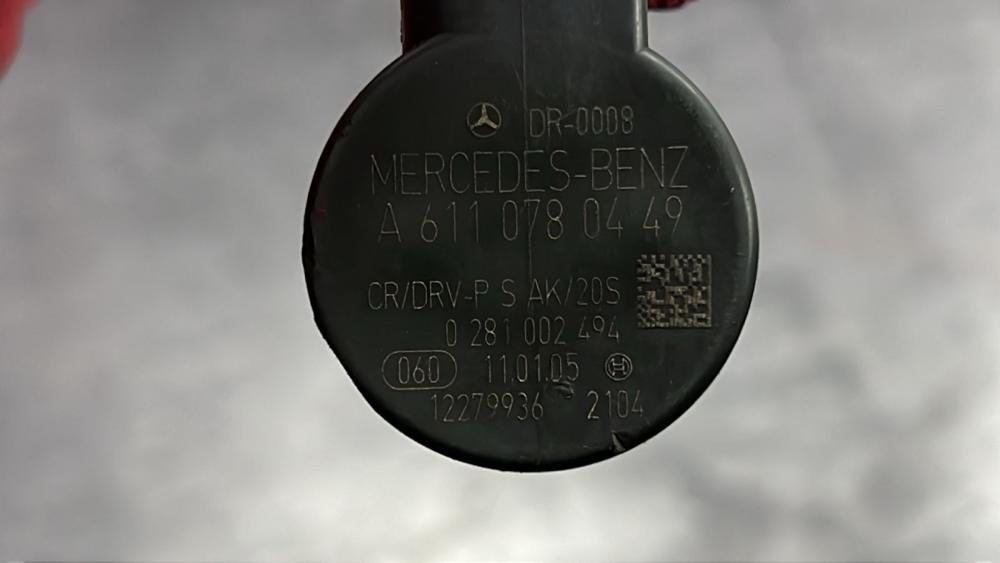 DR-0008
MERCEDES-BENZ
A 611 078 04 49
CR/DRV-P S AK/20S
0 281 002 494
060 11.01.05
12279936 2104